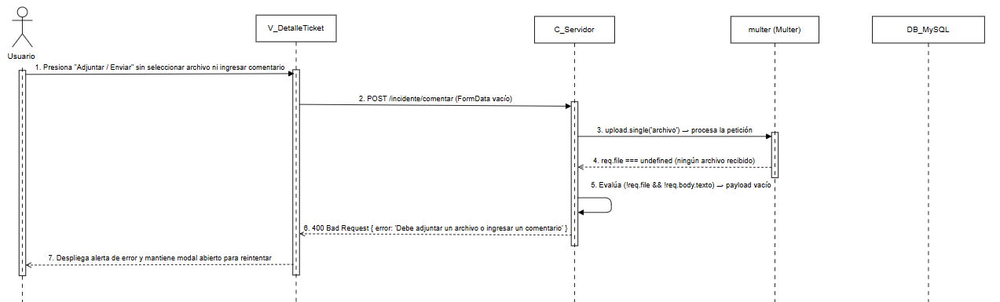 Usuario
V_DetalleTicket
C_Servidor
multer (Multer)
DB_MySQL
1. Presiona "Adjuntar / Enviar" sin seleccionar archivo ni ingresar comentario
2. POST /incidente/comentar (FormData vacío)
3. upload.single('archivo') → procesa la petición
4. req.file === undefined (ningún archivo recibido)
5. Evalúa (!req.file && !req.body.texto) → payload vacío
6. 400 Bad Request { error: 'Debe adjuntar un archivo o ingresar un comentario' }
7. Despliega alerta de error y mantiene modal abierto para reintentar